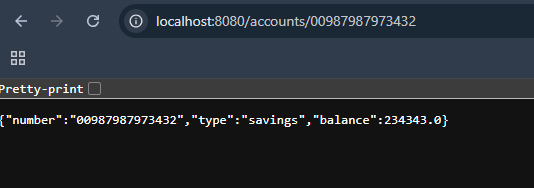 localhost:8080/accounts/00987987973432
Pretty-print
{"number":"00987987973432","type":"savings","balance":234343.0}